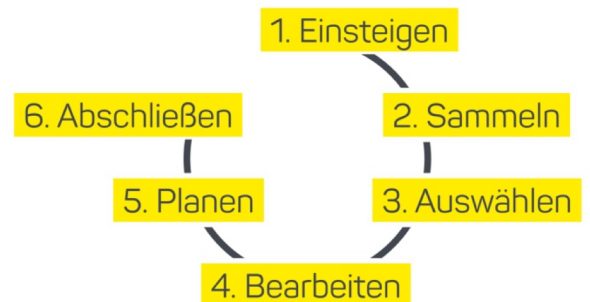 1. Einsteigen
2. Sammeln
3. Auswählen
4. Bearbeiten
5. Planen
6. Abschließen